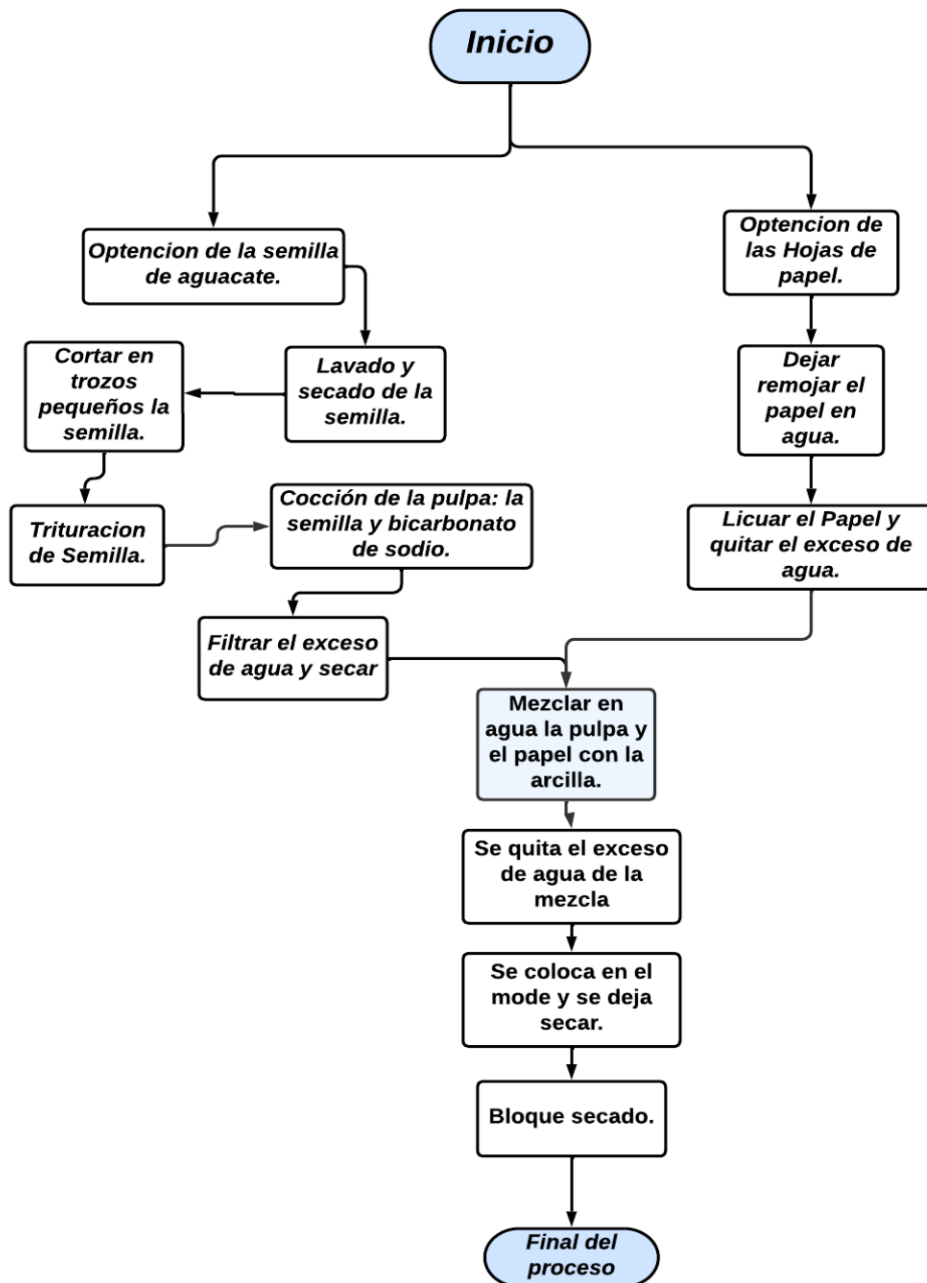 Inicio
Optencion de la semilla
de aguacate.
Optencion de
las Hojas de
papel.
Cortar en
trozos
pequeños la
semilla.
Lavado y
secado de la
semilla.
Dejar
remojar el
papel en
agua.
Trituracion
de Semilla.
Cocción de la pulpa: la
semilla y bicarbonato
de sodio.
Licuar el Papel y
quitar el exceso de
agua.
Filtrar el exceso
de agua y secar
Mezclar en
agua la pulpa y
el papel con la
arcilla.
Se quita el exceso
de agua de la
mezcla
Se coloca en el
mode y se deja
secar.
Bloque secado.
Final del
proceso